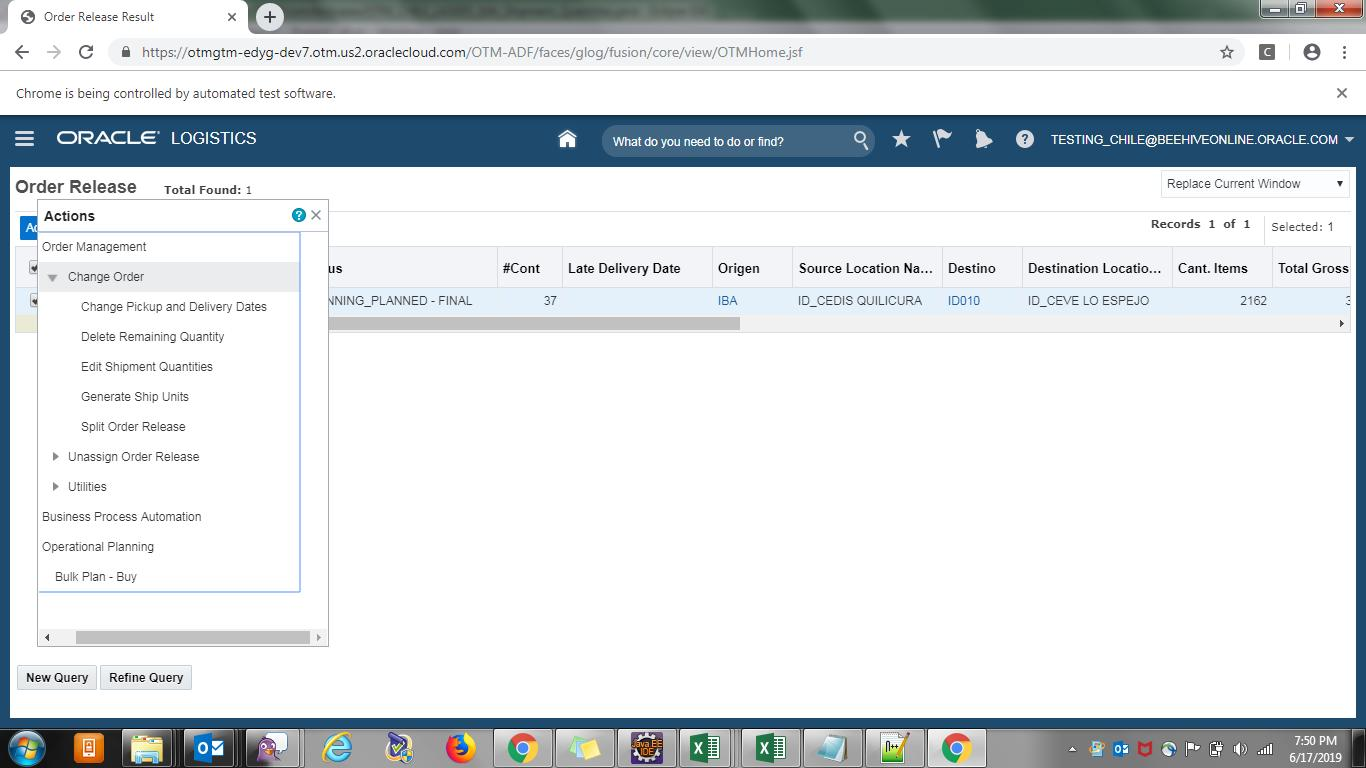 Order Release Result
https://otmgtm-edyg-dev7.otm.us2.oraclecloud.com/OTM-ADF/faces/glog/fusion/core/view/OTMHome.jsf
C
Chrome is being controlled by automated test software.
ORACLE LOGISTICS
What do you need to do or find?
TESTING_CHILE@BEEHIVEONLINE.ORACLE.COM
Order Release Total Found: 1
Replace Current Window
Records 1 of 1 Selected: 1
Actions
Order Management
Change Order
Change Pickup and Delivery Dates
Delete Remaining Quantity
Edit Shipment Quantities
Generate Ship Units
Split Order Release
Unassign Order Release
Utilities
Business Process Automation
Operational Planning
Bulk Plan - Buy
#Cont Late Delivery Date Origen Source Location Na... Destino Destination Locatio... Cant. Items Total Gross
NNING_PLANNED - FINAL 37 IBA ID_CEDIS QUILICURA ID010 ID_CEVE LO ESPEJO 2162
New Query Refine Query
Java EE
IDE
7:50 PM
6/17/2019